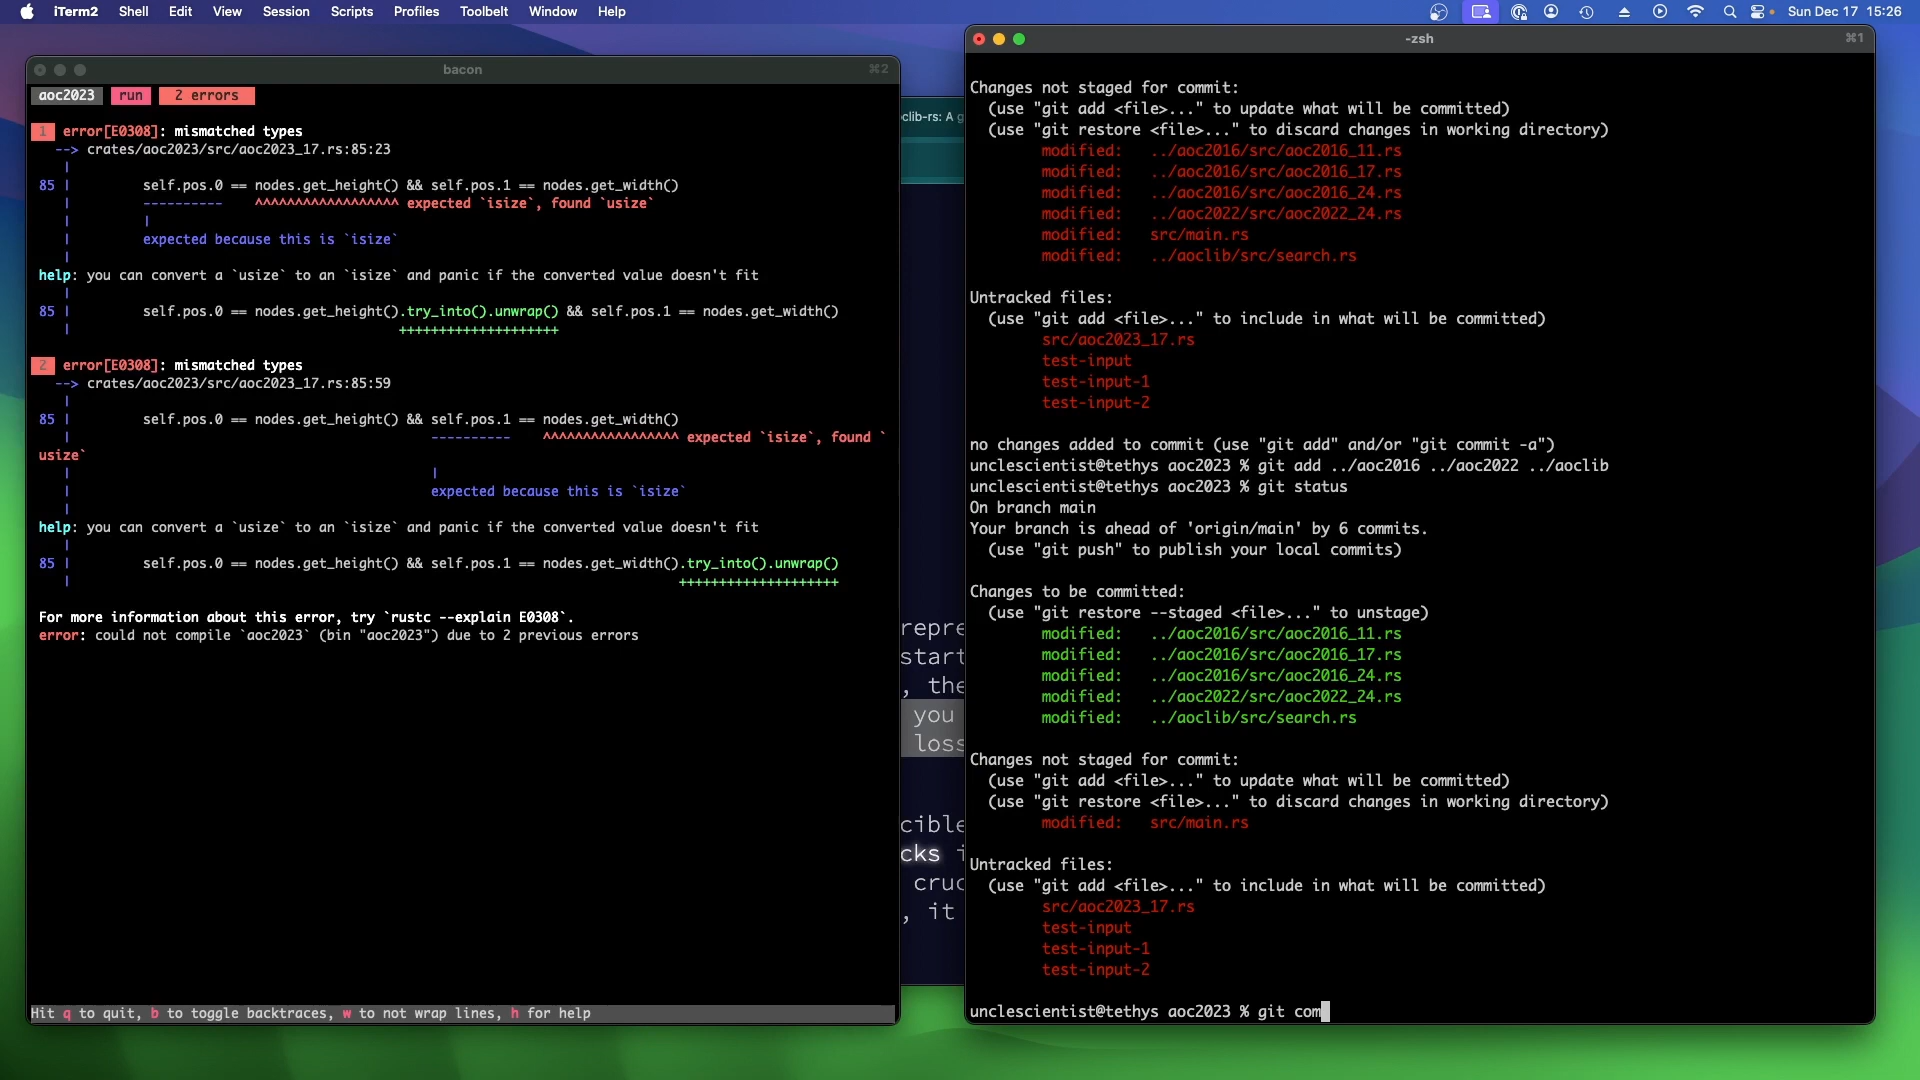 iTerm2 Shell Edit View Session Scripts Profiles Toolbelt Window Help Sun Dec 17 15:26
bacon ⌘2
aoc2023 run 2 errors
1 error[E0308]: mismatched types
--> crates/aoc2023/src/aoc2023_17.rs:85:23
|
85 | self.pos.0 == nodes.get_height() && self.pos.1 == nodes.get_width()
| ---------- ^^^^^^^^^^^^^^^^^^ expected `isize`, found `usize`
| |
| expected because this is `isize`
|
help: you can convert a `usize` to an `isize` and panic if the converted value doesn't fit
|
85 | self.pos.0 == nodes.get_height().try_into().unwrap() && self.pos.1 == nodes.get_width()
| ++++++++++++++++++++
2 error[E0308]: mismatched types
--> crates/aoc2023/src/aoc2023_17.rs:85:59
|
85 | self.pos.0 == nodes.get_height() && self.pos.1 == nodes.get_width()
| ---------- ^^^^^^^^^^^^^^^^^ expected `isize`, found `
usize`
| |
| expected because this is `isize`
|
help: you can convert a `usize` to an `isize` and panic if the converted value doesn't fit
|
85 | self.pos.0 == nodes.get_height() && self.pos.1 == nodes.get_width().try_into().unwrap()
| ++++++++++++++++++++
For more information about this error, try `rustc --explain E0308`.
error: could not compile `aoc2023` (bin "aoc2023") due to 2 previous errors
Hit q to quit, b to toggle backtraces, w to not wrap lines, h for help
clib-rs: A g
repre
start
, the
you
loss
cible
cks i
cruc
, it
-zsh ⌘1
Changes not staged for commit:
(use "git add <file>..." to update what will be committed)
(use "git restore <file>..." to discard changes in working directory)
modified: ../aoc2016/src/aoc2016_11.rs
modified: ../aoc2016/src/aoc2016_17.rs
modified: ../aoc2016/src/aoc2016_24.rs
modified: ../aoc2022/src/aoc2022_24.rs
modified: src/main.rs
modified: ../aoclib/src/search.rs
Untracked files:
(use "git add <file>..." to include in what will be committed)
src/aoc2023_17.rs
test-input
test-input-1
test-input-2
no changes added to commit (use "git add" and/or "git commit -a")
unclescientist@tethys aoc2023 % git add ../aoc2016 ../aoc2022 ../aoclib
unclescientist@tethys aoc2023 % git status
On branch main
Your branch is ahead of 'origin/main' by 6 commits.
(use "git push" to publish your local commits)
Changes to be committed:
(use "git restore --staged <file>..." to unstage)
modified: ../aoc2016/src/aoc2016_11.rs
modified: ../aoc2016/src/aoc2016_17.rs
modified: ../aoc2016/src/aoc2016_24.rs
modified: ../aoc2022/src/aoc2022_24.rs
modified: ../aoclib/src/search.rs
Changes not staged for commit:
(use "git add <file>..." to update what will be committed)
(use "git restore <file>..." to discard changes in working directory)
modified: src/main.rs
Untracked files:
(use "git add <file>..." to include in what will be committed)
src/aoc2023_17.rs
test-input
test-input-1
test-input-2
unclescientist@tethys aoc2023 % git com